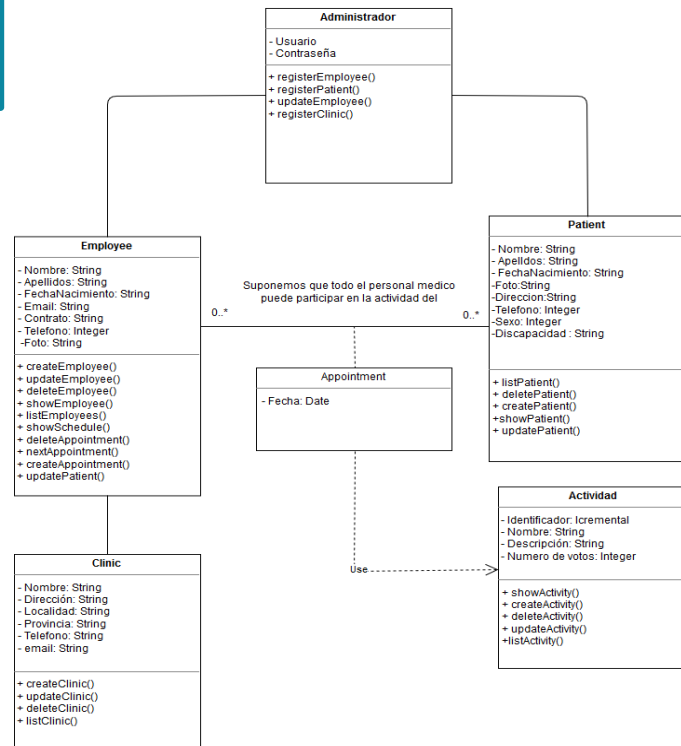 Administrador
- Usuario
- Contraseña
+ registerEmployee()
+ registerPatient()
+ updateEmployee()
+ registerClinic()
Employee
- Nombre: String
- Apellidos: String
- FechaNacimiento: String
- Email: String
- Contrato: String
- Telefono: Integer
-Foto: String
+ createEmployee()
+ updateEmployee()
+ deleteEmployee()
+ showEmployee()
+ listEmployees()
+ showSchedule()
+ deleteAppointment()
+ nextAppointment()
+ createAppointment()
+ updatePatient()
Suponemos que todo el personal medico
puede participar en la actividad del
0..*
0..*
Patient
- Nombre: String
- Apelldos: String
- FechaNacimiento: String
-Foto:String
-Direccion:String
-Telefono: Integer
-Sexo: Integer
-Discapacidad : String
+ listPatient()
+ deletePatient()
+ createPatient()
+showPatient()
+ updatePatient()
Appointment
- Fecha: Date
Use
Actividad
- Identificador: Icremental
- Nombre: String
- Descripción: String
- Numero de votos: Integer
+ showActivity()
+ createActivity()
+ deleteActivity()
+ updateActivity()
+listActivity()
Clinic
- Nombre: String
- Dirección: String
- Localidad: String
- Provincia: String
- Telefono: String
- email: String
+ createClinic()
+ updateClinic()
+ deleteClinic()
+ listClinic()